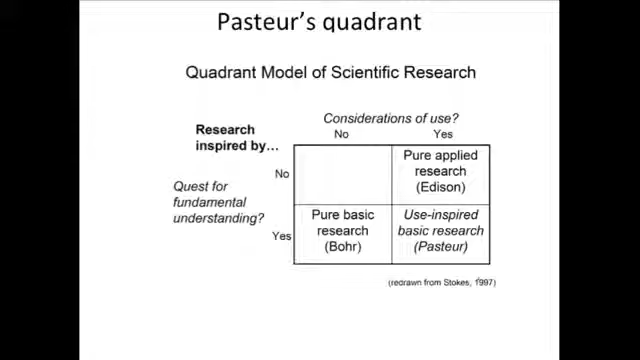 Pasteur's quadrant
Quadrant Model of Scientific Research
Considerations of use?
No Yes
Research
inspired by...
Quest for
fundamental
understanding?
No
Pure applied
research
(Edison)
Yes
Pure basic
research
(Bohr)
Use-inspired
basic research
(Pasteur)
(redrawn from Stokes, 1997)